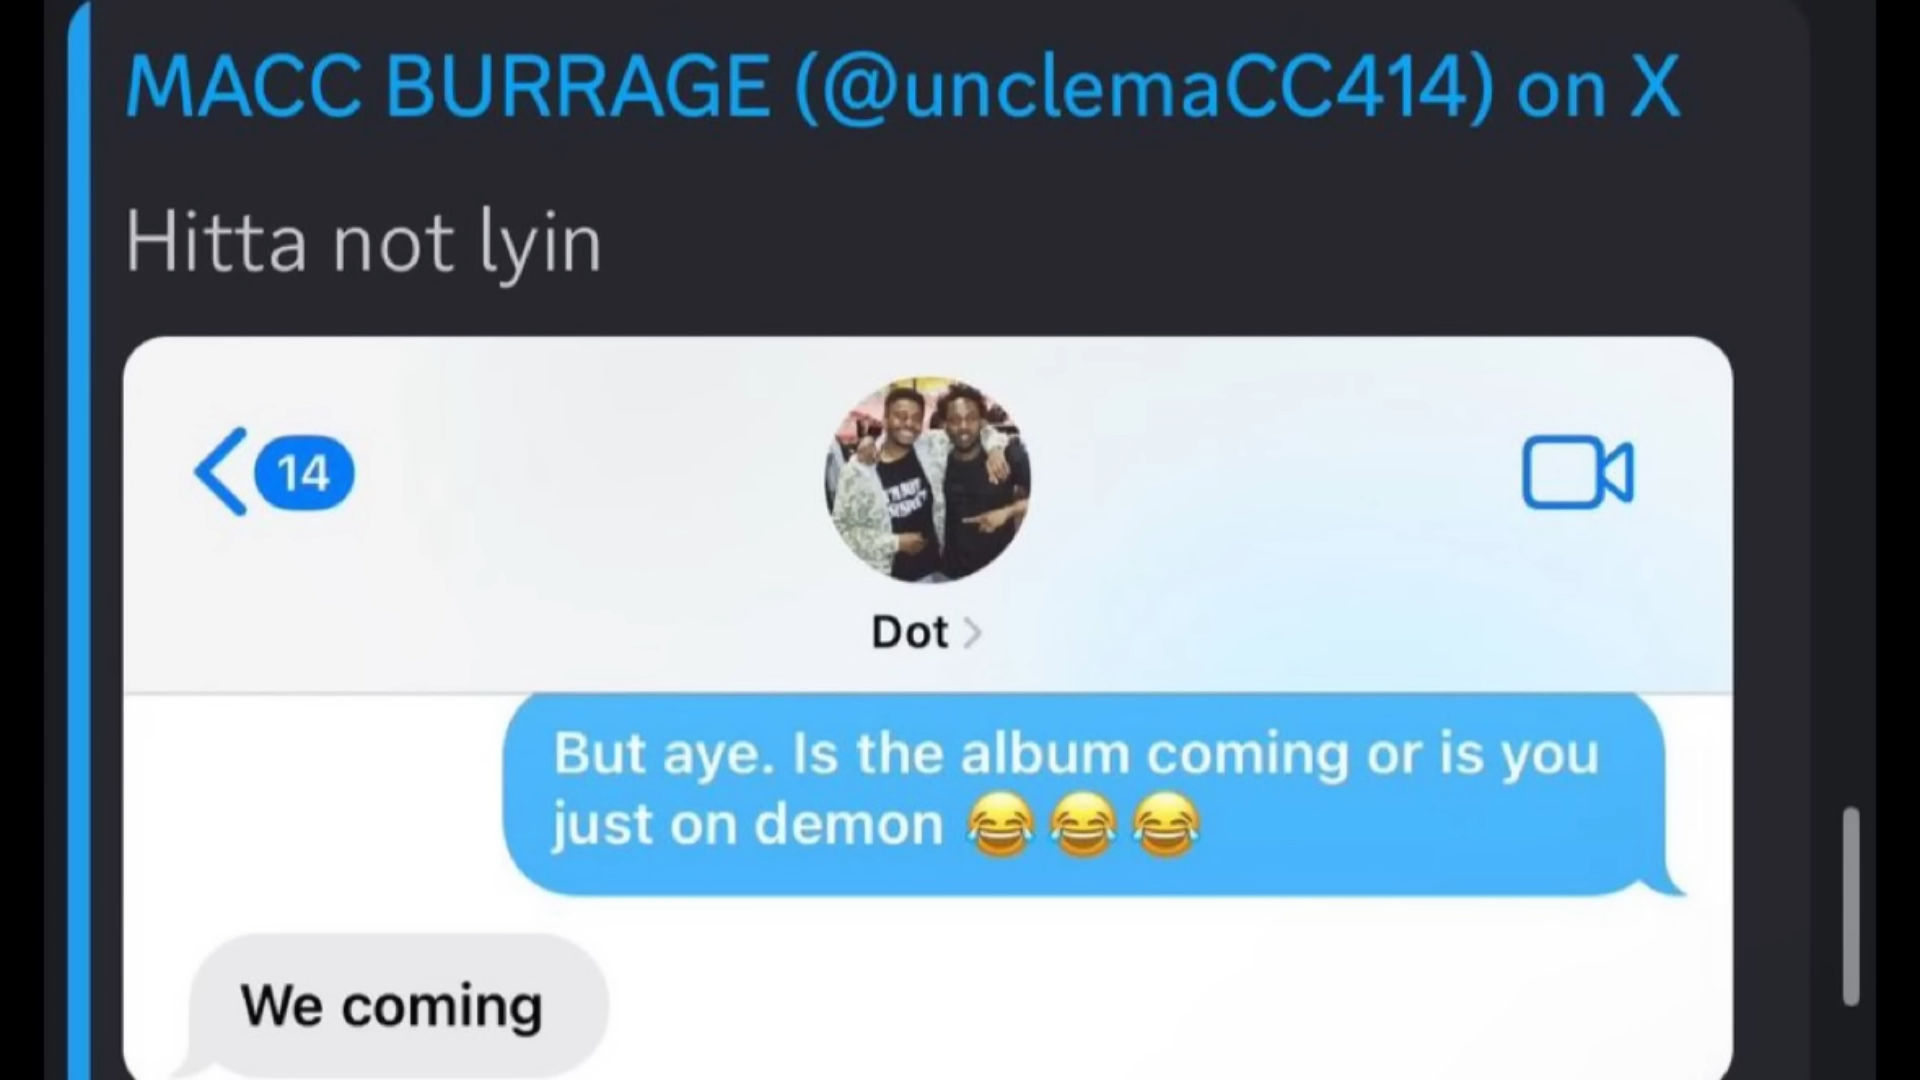 MACC BURRAGE (@unclemaCC414) on X
Hitta not lyin
14
Dot
But aye. Is the album coming or is you
just on demon 😂😂😂
We coming